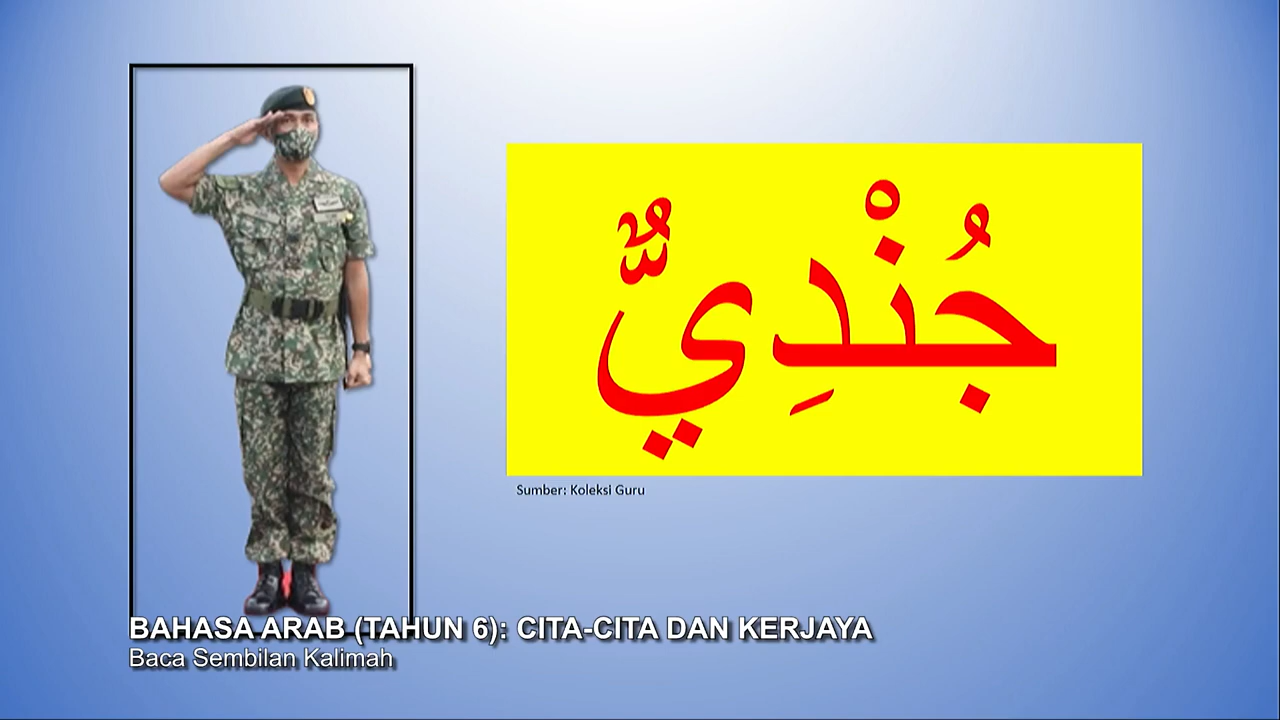 جُنْدِيٌّ
Sumber: Koleksi Guru
BAHASA ARAB (TAHUN 6): CITA-CITA DAN KERJAYA
Baca Sembilan Kalimah